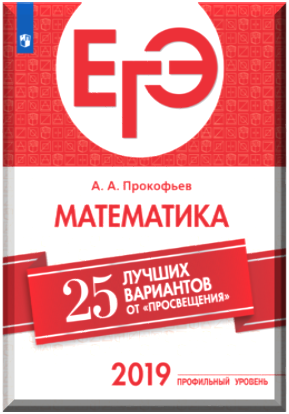 ЕГЭ
А. А. Прокофьев
МАТЕМАТИКА
25 ЛУЧШИХ
ВАРИАНТОВ
ОТ «ПРОСВЕЩЕНИЯ»
2019 ПРОФИЛЬНЫЙ УРОВЕНЬ